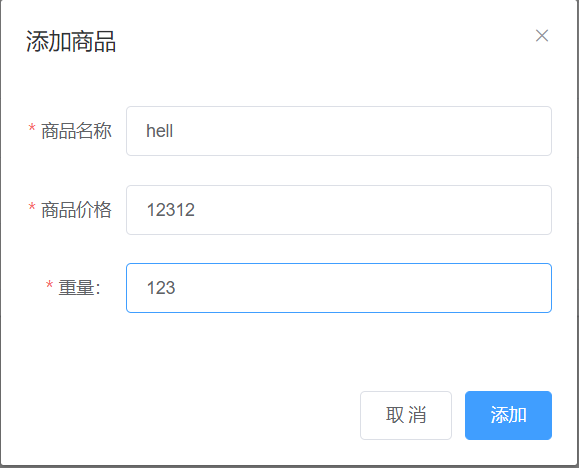 添加商品
* 商品名称 hell
* 商品价格 12312
* 重量： 123
取 消 添加